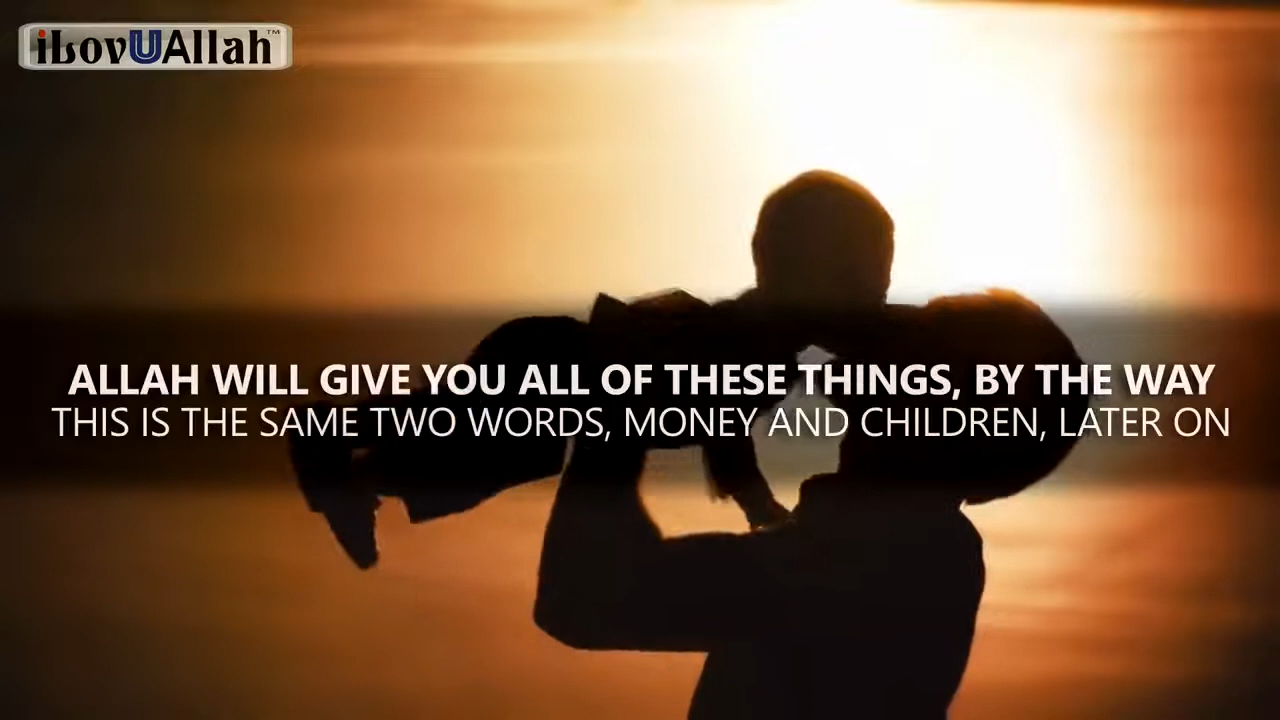 iLovUAllah™
ALLAH WILL GIVE YOU ALL OF THESE THINGS, BY THE WAY
THIS IS THE SAME TWO WORDS, MONEY AND CHILDREN, LATER ON